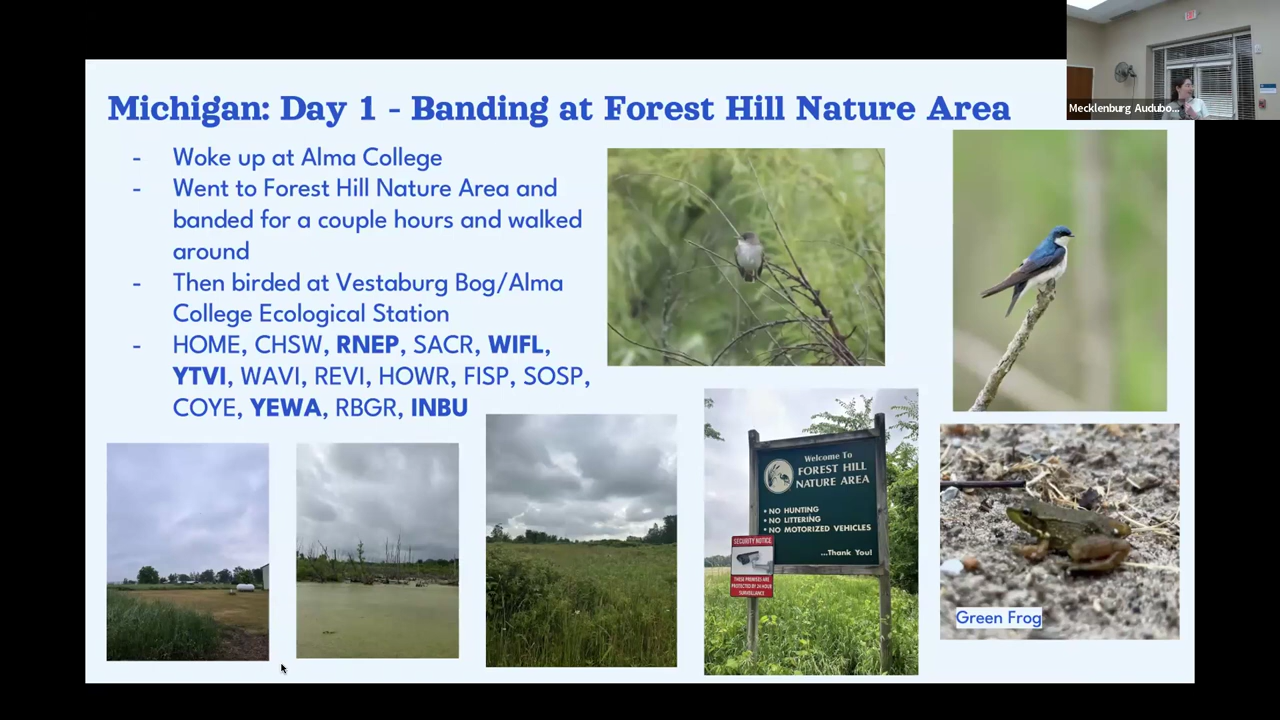 Michigan: Day 1 - Banding at Forest Hill Nature Area
- Woke up at Alma College
- Went to Forest Hill Nature Area and
banded for a couple hours and walked
around
- Then birded at Vestaburg Bog/Alma
College Ecological Station
- HOME, CHSW, RNEP, SACR, WIFL,
YTVI, WAVI, REVI, HOWR, FISP, SOSP,
COYE, YEWA, RBGR, INBU
Mecklenburg Audubo...
Welcome To
FOREST HILL
NATURE AREA
• NO HUNTING
• NO LITTERING
• NO MOTORIZED VEHICLES
...Thank You!
SECURITY NOTICE
THESE PREMISES ARE
PROTECTED BY 24 HOUR
SURVEILLANCE
Green Frog